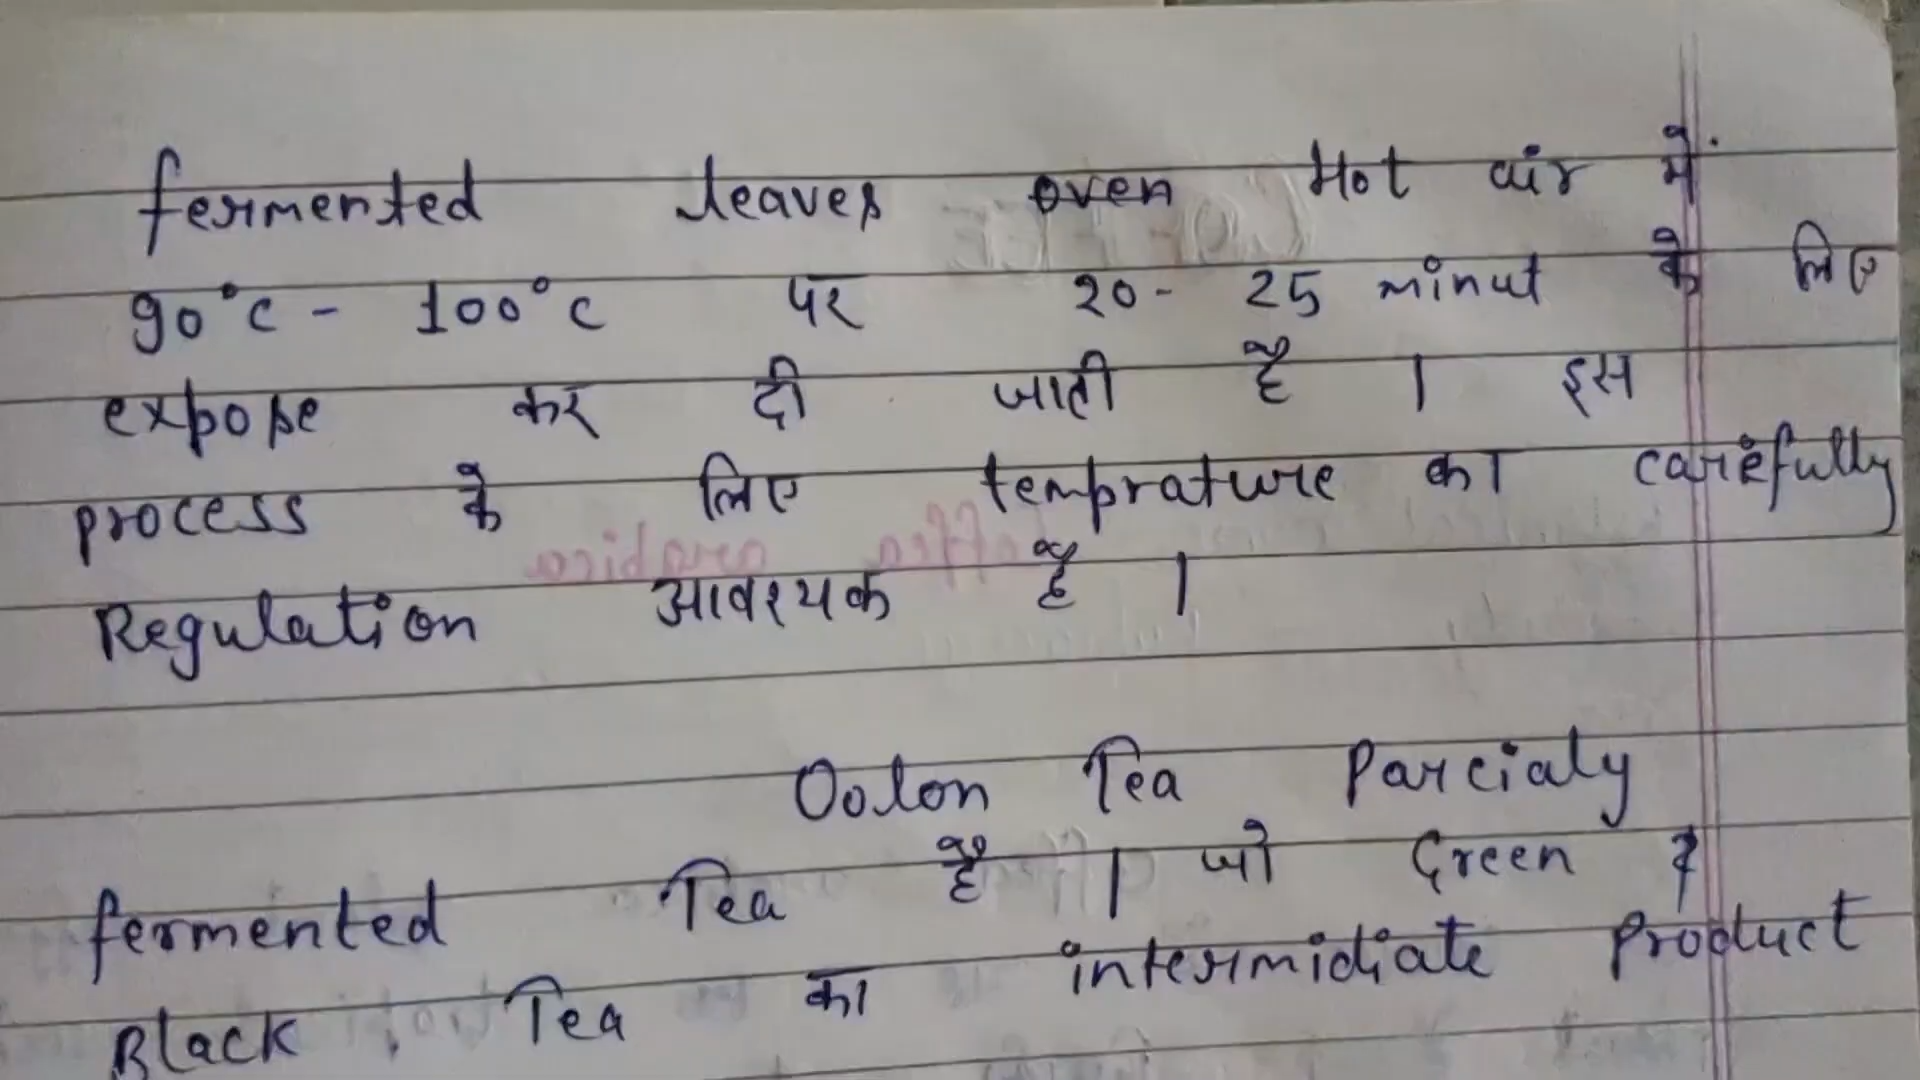 fermented leaves oven Hot air में
90°c - 100°c पर 20- 25 minut के लिए
expose कर दी जाती है । इस
process के लिए temprature का carefully
Regulation आवश्यक है ।
Oolon Tea Parcialy
fermented Tea है । जो Green व
Black Tea का intermidiate Product